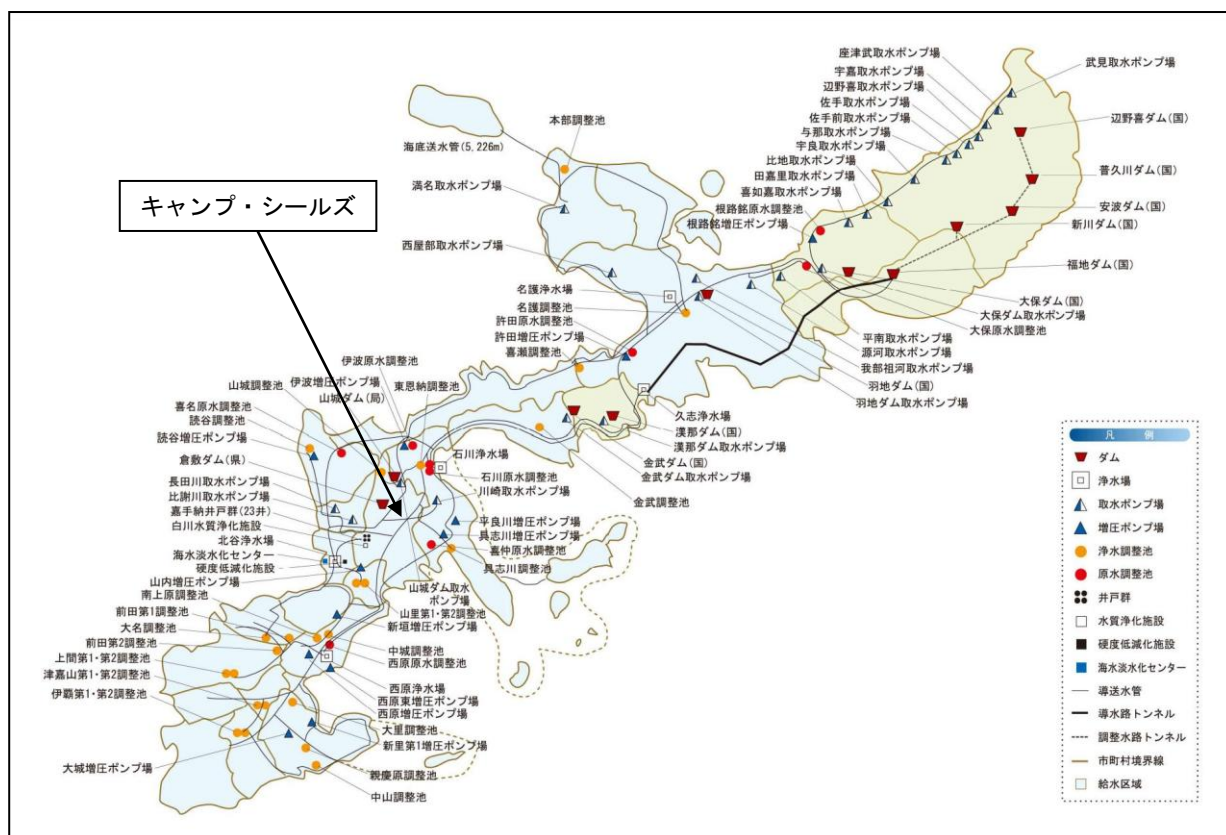 座津武取水ポンプ場
宇嘉取水ポンプ場
武見取水ポンプ場
辺野喜取水ポンプ場
佐手取水ポンプ場
佐手前取水ポンプ場
与那取水ポンプ場
宇良取水ポンプ場
比地取水ポンプ場
田嘉里取水ポンプ場
喜如嘉取水ポンプ場
根路銘原水調整池
根路銘増圧ポンプ場
辺野喜ダム(国)
普久川ダム(国)
安波ダム(国)
新川ダム(国)
福地ダム(国)
大保ダム(国)
大保ダム取水ポンプ場
大保原水調整池
本部調整池
海底送水管(5,226m)
満名取水ポンプ場
キャンプ・シールズ
西屋部取水ポンプ場
名護浄水場
名護調整池
許田原水調整池
許田増圧ポンプ場
喜瀬調整池
平南取水ポンプ場
源河取水ポンプ場
我部祖河取水ポンプ場
羽地ダム(国)
羽地ダム取水ポンプ場
久志浄水場
漢那ダム(国)
漢那ダム取水ポンプ場
金武ダム(国)
金武ダム取水ポンプ場
金武調整池
伊波原水調整池
伊波増圧ポンプ場
東恩納調整池
山城調整池
山城ダム(局)
喜名原水調整池
読谷調整池
読谷増圧ポンプ場
倉敷ダム(県)
長田川取水ポンプ場
比謝川取水ポンプ場
嘉手納井戸群(23井)
白川水質浄化施設
北谷浄水場
海水淡水化センター
硬度低減化施設
山内増圧ポンプ場
南上原調整池
前田第1調整池
大名調整池
前田第2調整池
上間第1・第2調整池
津嘉山第1・第2調整池
伊覇第1・第2調整池
大城増圧ポンプ場
石川浄水場
石川原水調整池
川崎取水ポンプ場
平良川増圧ポンプ場
具志川増圧ポンプ場
喜仲原水調整池
具志川調整池
山城ダム取水
ポンプ場
山里第1・第2調整池
新垣増圧ポンプ場
中城調整池
西原原水調整池
西原浄水場
西原東増圧ポンプ場
西原増圧ポンプ場
大里調整池
新里第1増圧ポンプ場
親慶原調整池
中山調整池
凡 例
ダム
浄水場
取水ポンプ場
増圧ポンプ場
浄水調整池
原水調整池
井戸群
水質浄化施設
硬度低減化施設
海水淡水化センター
導送水管
導水路トンネル
調整水路トンネル
市町村境界線
給水区域